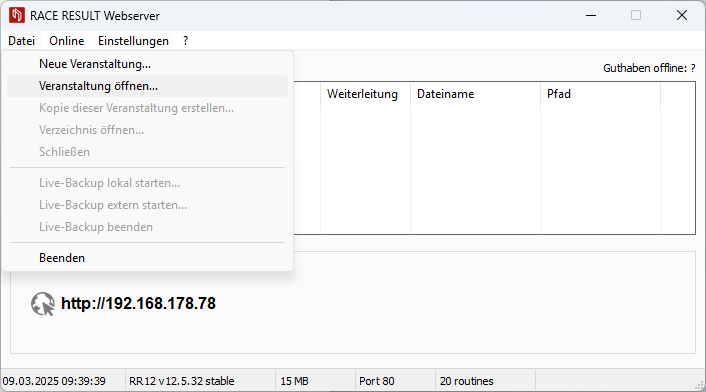 RACE RESULT Webserver
Datei Online Einstellungen ?
Neue Veranstaltung...
Guthaben offline: ?
Veranstaltung öffnen...
Weiterleitung Dateiname Pfad
Kopie dieser Veranstaltung erstellen...
Verzeichnis öffnen...
Schließen
Live-Backup lokal starten...
Live-Backup extern starten...
Live-Backup beenden
Beenden
http://192.168.178.78
09.03.2025 09:39:39 RR12 v12.5.32 stable 15 MB Port 80 20 routines